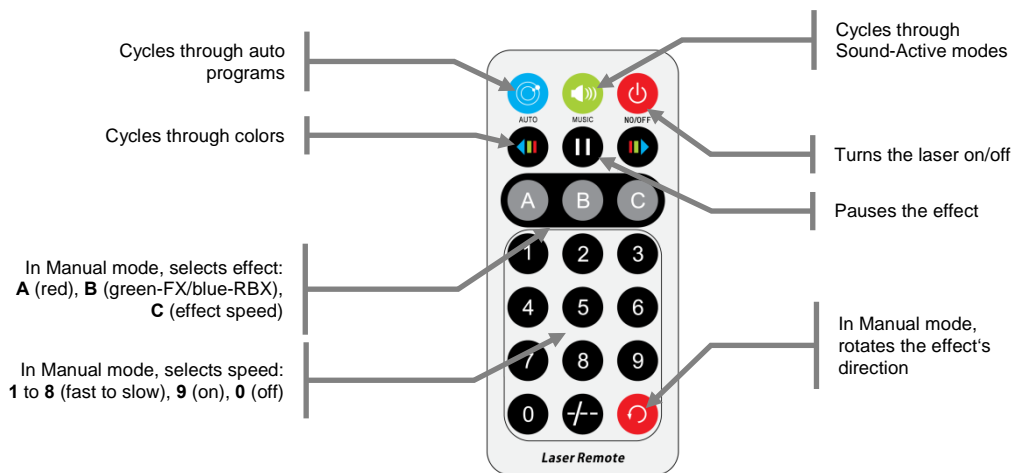 Cycles through auto
programs
Cycles through colors
In Manual mode, selects effect:
A (red), B (green-FX/blue-RBX),
C (effect speed)
In Manual mode, selects speed:
1 to 8 (fast to slow), 9 (on), 0 (off)
AUTO MUSIC NO/OFF
A B C
1 2 3
4 5 6
7 8 9
0 -/--
Laser Remote
Cycles through
Sound-Active modes
Turns the laser on/off
Pauses the effect
In Manual mode,
rotates the effect‘s
direction